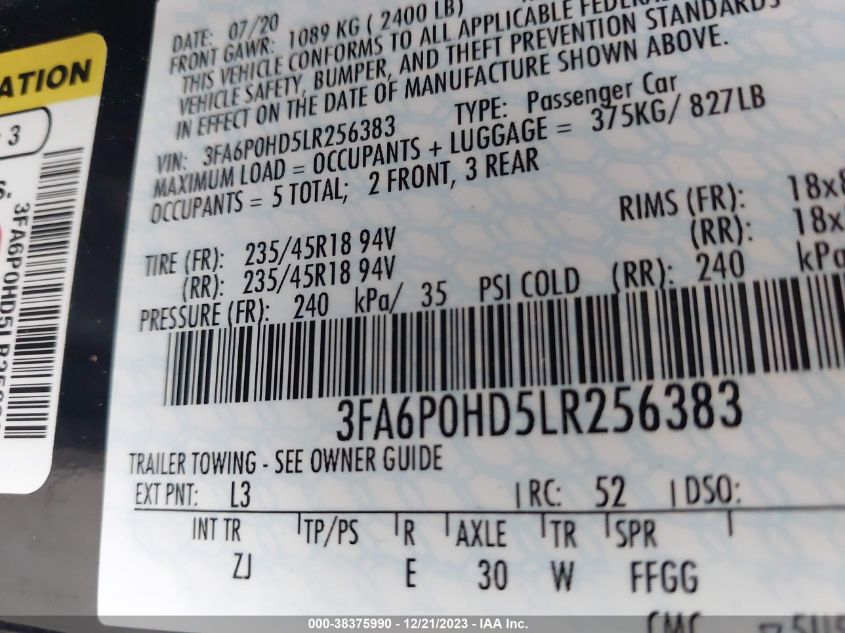 DATE: 07/20
FRONT GAWR: 1089 KG ( 2400 LB)
THIS VEHICLE CONFORMS TO ALL APPLICABLE
VEHICLE SAFETY, BUMPER, AND THEFT PREVENTION STANDARDS
IN EFFECT ON THE DATE OF MANUFACTURE SHOWN ABOVE.
VIN: 3FA6P0HD5LR256383 TYPE: Passenger Car
MAXIMUM LOAD = OCCUPANTS + LUGGAGE = 375KG/ 827LB
OCCUPANTS = 5 TOTAL; 2 FRONT, 3 REAR
RIMS (FR): 18x8
TIRE (FR): 235/45R18 94V (RR): 18x
(RR): 235/45R18 94V
PRESSURE (FR): 240 kPa/ 35 PSI COLD (RR): 240 kPa
3FA6P0HD5LR256383
TRAILER TOWING - SEE OWNER GUIDE
EXT PNT: L3 RC: 52 DSO:
INT TR TP/PS R AXLE TR SPR
ZJ E 30 W FFGG
ATION
3
000-38375990 - 12/21/2023 - IAA Inc.